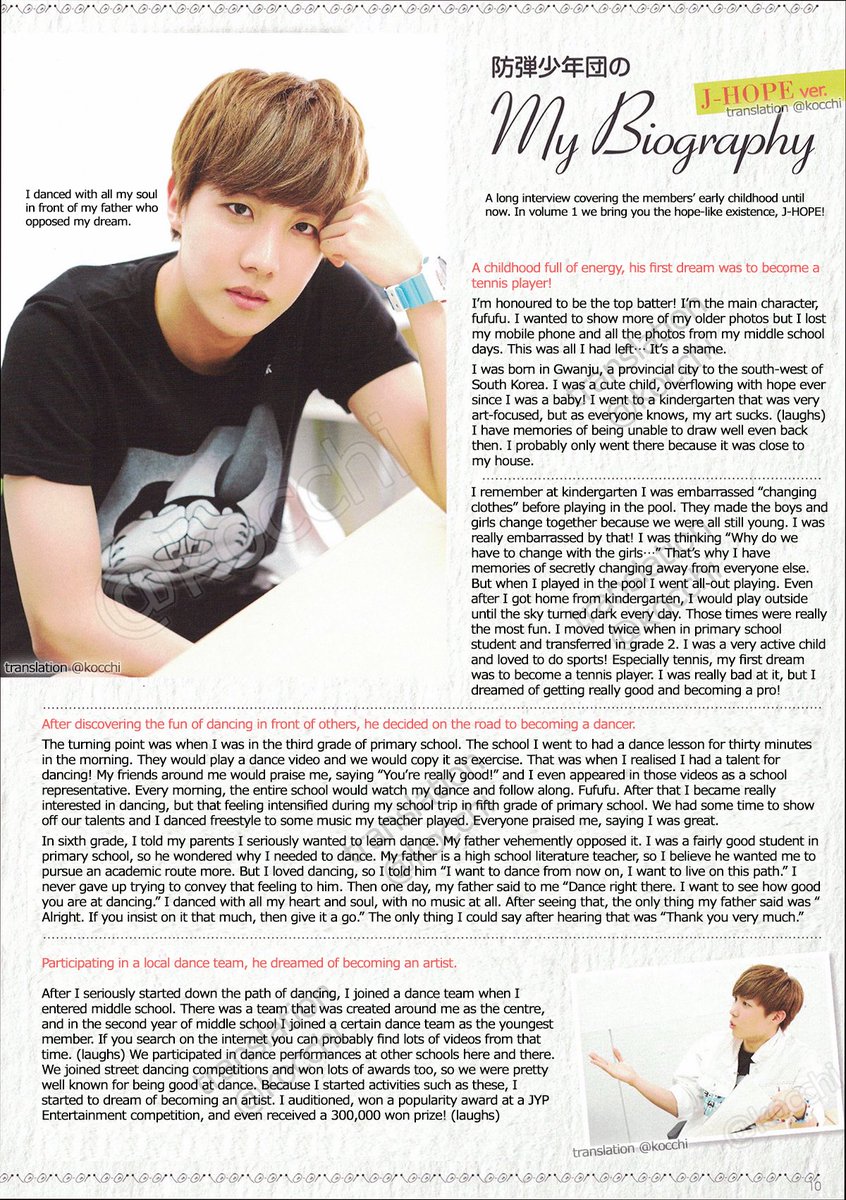 防弾少年団の
My Biography
J-HOPE ver.
translation @kocchi
I danced with all my soul
in front of my father who
opposed my dream.
A long interview covering the members' early childhood until
now. In volume 1 we bring you the hope-like existence, J-HOPE!
A childhood full of energy, his first dream was to become a
tennis player!
I'm honoured to be the top batter! I'm the main character,
fufufu. I wanted to show more of my older photos but I lost
my mobile phone and all the photos from my middle school
days. This was all I had left… It's a shame.
I was born in Gwanju, a provincial city to the south-west of
South Korea. I was a cute child, overflowing with hope ever
since I was a baby! I went to a kindergarten that was very
art-focused, but as everyone knows, my art sucks. (laughs)
I have memories of being unable to draw well even back
then. I probably only went there because it was close to
my house.
I remember at kindergarten I was embarrassed "changing
clothes" before playing in the pool. They made the boys and
girls change together because we were all still young. I was
really embarrassed by that! I was thinking "Why do we
have to change with the girls…" That's why I have
memories of secretly changing away from everyone else.
But when I played in the pool I went all-out playing. Even
after I got home from kindergarten, I would play outside
until the sky turned dark every day. Those times were really
the most fun. I moved twice when in primary school
student and transferred in grade 2. I was a very active child
and loved to do sports! Especially tennis, my first dream
was to become a tennis player. I was really bad at it, but I
dreamed of getting really good and becoming a pro!
@kocchi
translation @kocchi
translation
@kocchi
translation
@kocchi
After discovering the fun of dancing in front of others, he decided on the road to becoming a dancer.
The turning point was when I was in the third grade of primary school. The school I went to had a dance lesson for thirty minutes
in the morning. They would play a dance video and we would copy it as exercise. That was when I realised I had a talent for
dancing! My friends around me would praise me, saying "You're really good!" and I even appeared in those videos as a school
representative. Every morning, the entire school would watch my dance and follow along. Fufufu. After that I became really
interested in dancing, but that feeling intensified during my school trip in fifth grade of primary school. We had some time to show
off our talents and I danced freestyle to some music my teacher played. Everyone praised me, saying I was great.
In sixth grade, I told my parents I seriously wanted to learn dance. My father vehemently opposed it. I was a fairly good student in
primary school, so he wondered why I needed to dance. My father is a high school literature teacher, so I believe he wanted me to
pursue an academic route more. But I loved dancing, so I told him "I want to dance from now on, I want to live on this path." I
never gave up trying to convey that feeling to him. Then one day, my father said to me "Dance right there. I want to see how good
you are at dancing." I danced with all my heart and soul, with no music at all. After seeing that, the only thing my father said was "
Alright. If you insist on it that much, then give it a go." The only thing I could say after hearing that was "Thank you very much."
translation
@kocchi
Participating in a local dance team, he dreamed of becoming an artist.
After I seriously started down the path of dancing, I joined a dance team when I
entered middle school. There was a team that was created around me as the centre,
and in the second year of middle school I joined a certain dance team as the youngest
member. If you search on the internet you can probably find lots of videos from that
time. (laughs) We participated in dance performances at other schools here and there.
We joined street dancing competitions and won lots of awards too, so we were pretty
well known for being good at dance. Because I started activities such as these, I
started to dream of becoming an artist. I auditioned, won a popularity award at a JYP
Entertainment competition, and even received a 300,000 won prize! (laughs)
translation
@kocchi
@kocchi
translation @kocchi
10